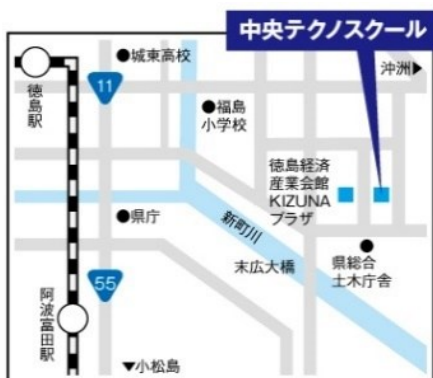 中央テクノスクール
城東高校
沖洲▶
徳島駅
11
福島
小学校
徳島経済
産業会館
KIZUNA
プラザ
県庁
新町川
末広大橋
県総合
土木庁舎
55
阿波富田駅
▼小松島